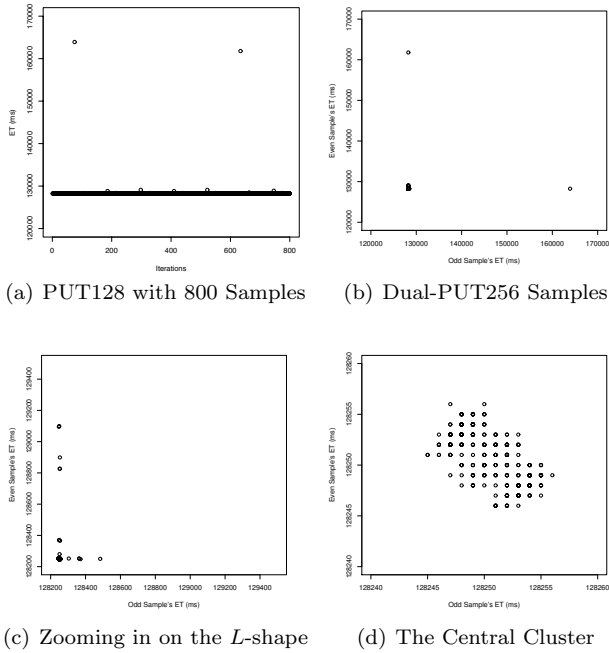 170000
160000
150000
140000
130000
120000
ET (ms)
0 200 400 600 800
Iterations
(a) PUT128 with 800 Samples
170000
160000
150000
140000
130000
120000
Even Sample's ET (ms)
120000 130000 140000 150000 160000 170000
Odd Sample's ET (ms)
(b) Dual-PUT256 Samples
129400
129200
129000
128800
128600
128400
128200
Even Sample's ET (ms)
128200 128400 128600 128800 129000 129200 129400
Odd Sample's ET (ms)
(c) Zooming in on the L-shape
128260
128255
128250
128245
128240
Even Sample's ET (ms)
128240 128245 128250 128255 128260
Odd Sample's ET (ms)
(d) The Central Cluster